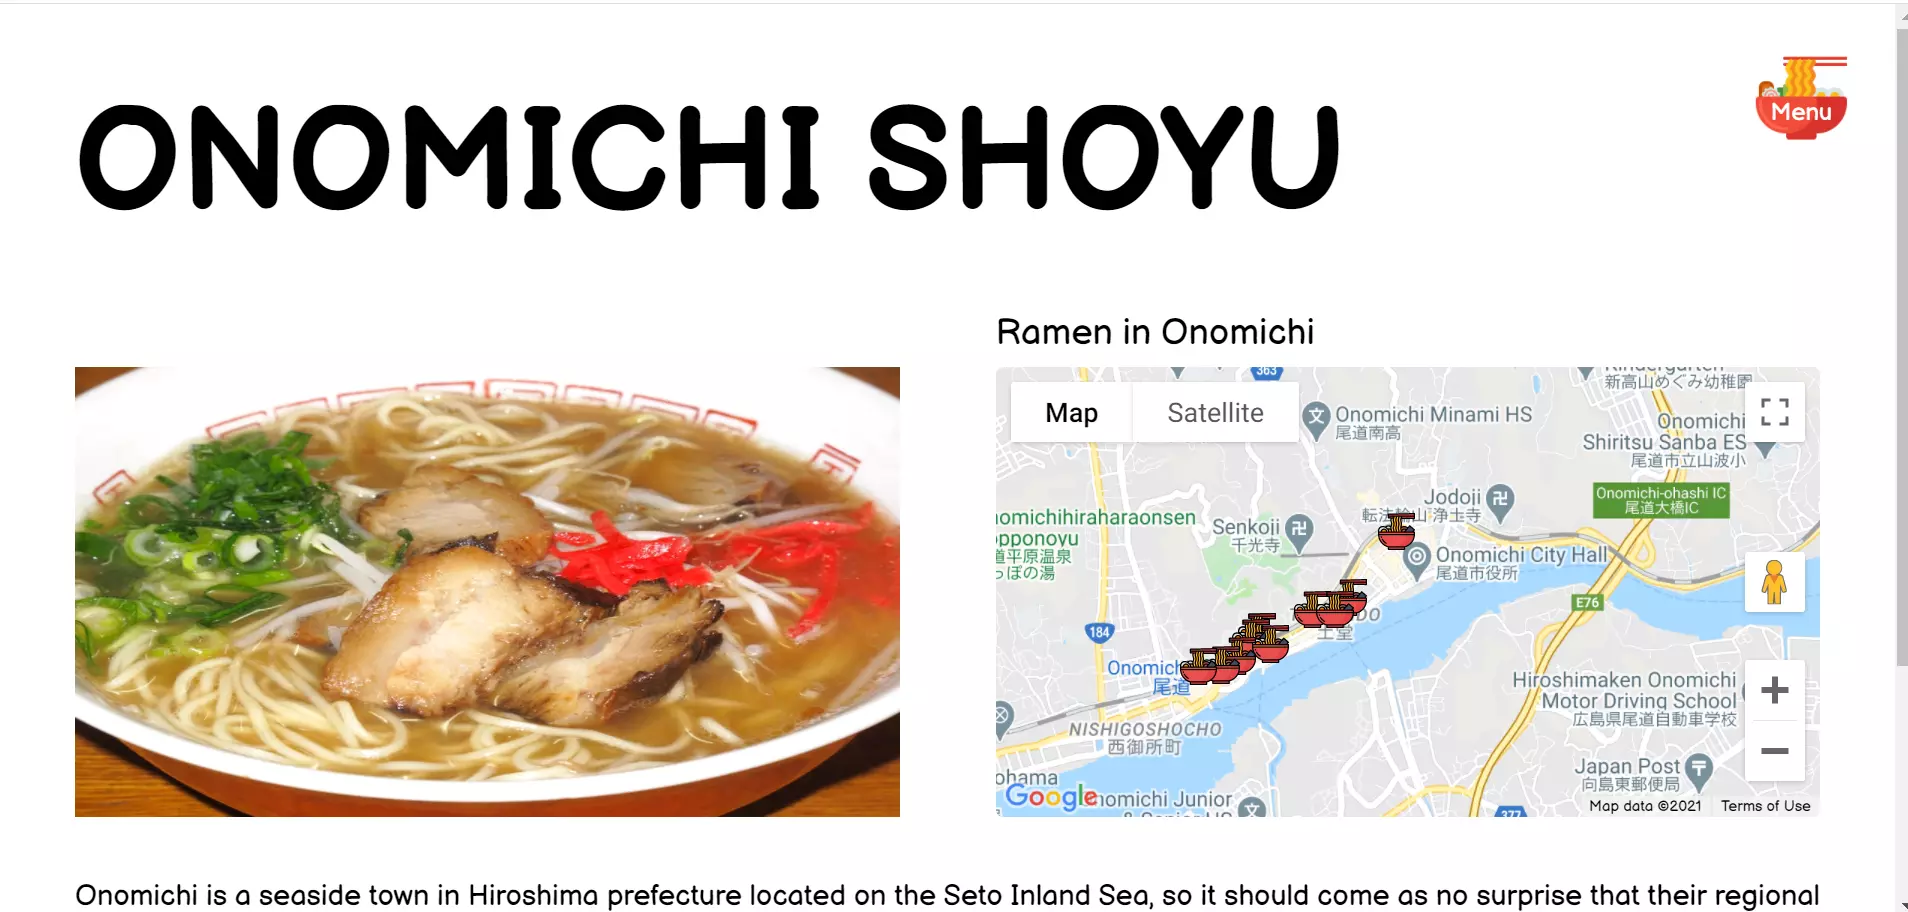 Menu
ONOMICHI SHOYU
Ramen in Onomichi
Map
Satellite
363
新高山めぐみ幼稚園
Onomichi Minami HS
尾道南高
Onomichi
Shiritsu Sanba ES
尾道市立山波小
Onomichi-ohashi IC
尾道大橋IC
Jodoji
浄土寺
Senkoji
千光寺
Onomichi City Hall
尾道市役所
E76
184
土堂
尾道
NISHIGOSHOCHO
西御所町
Hiroshimaken Onomichi
Motor Driving School
広島県尾道自動車学校
Japan Post
向島東郵便局
Google
nomichi Junior
377
Map data ©2021
Terms of Use
Onomichi is a seaside town in Hiroshima prefecture located on the Seto Inland Sea, so it should come as no surprise that their regional